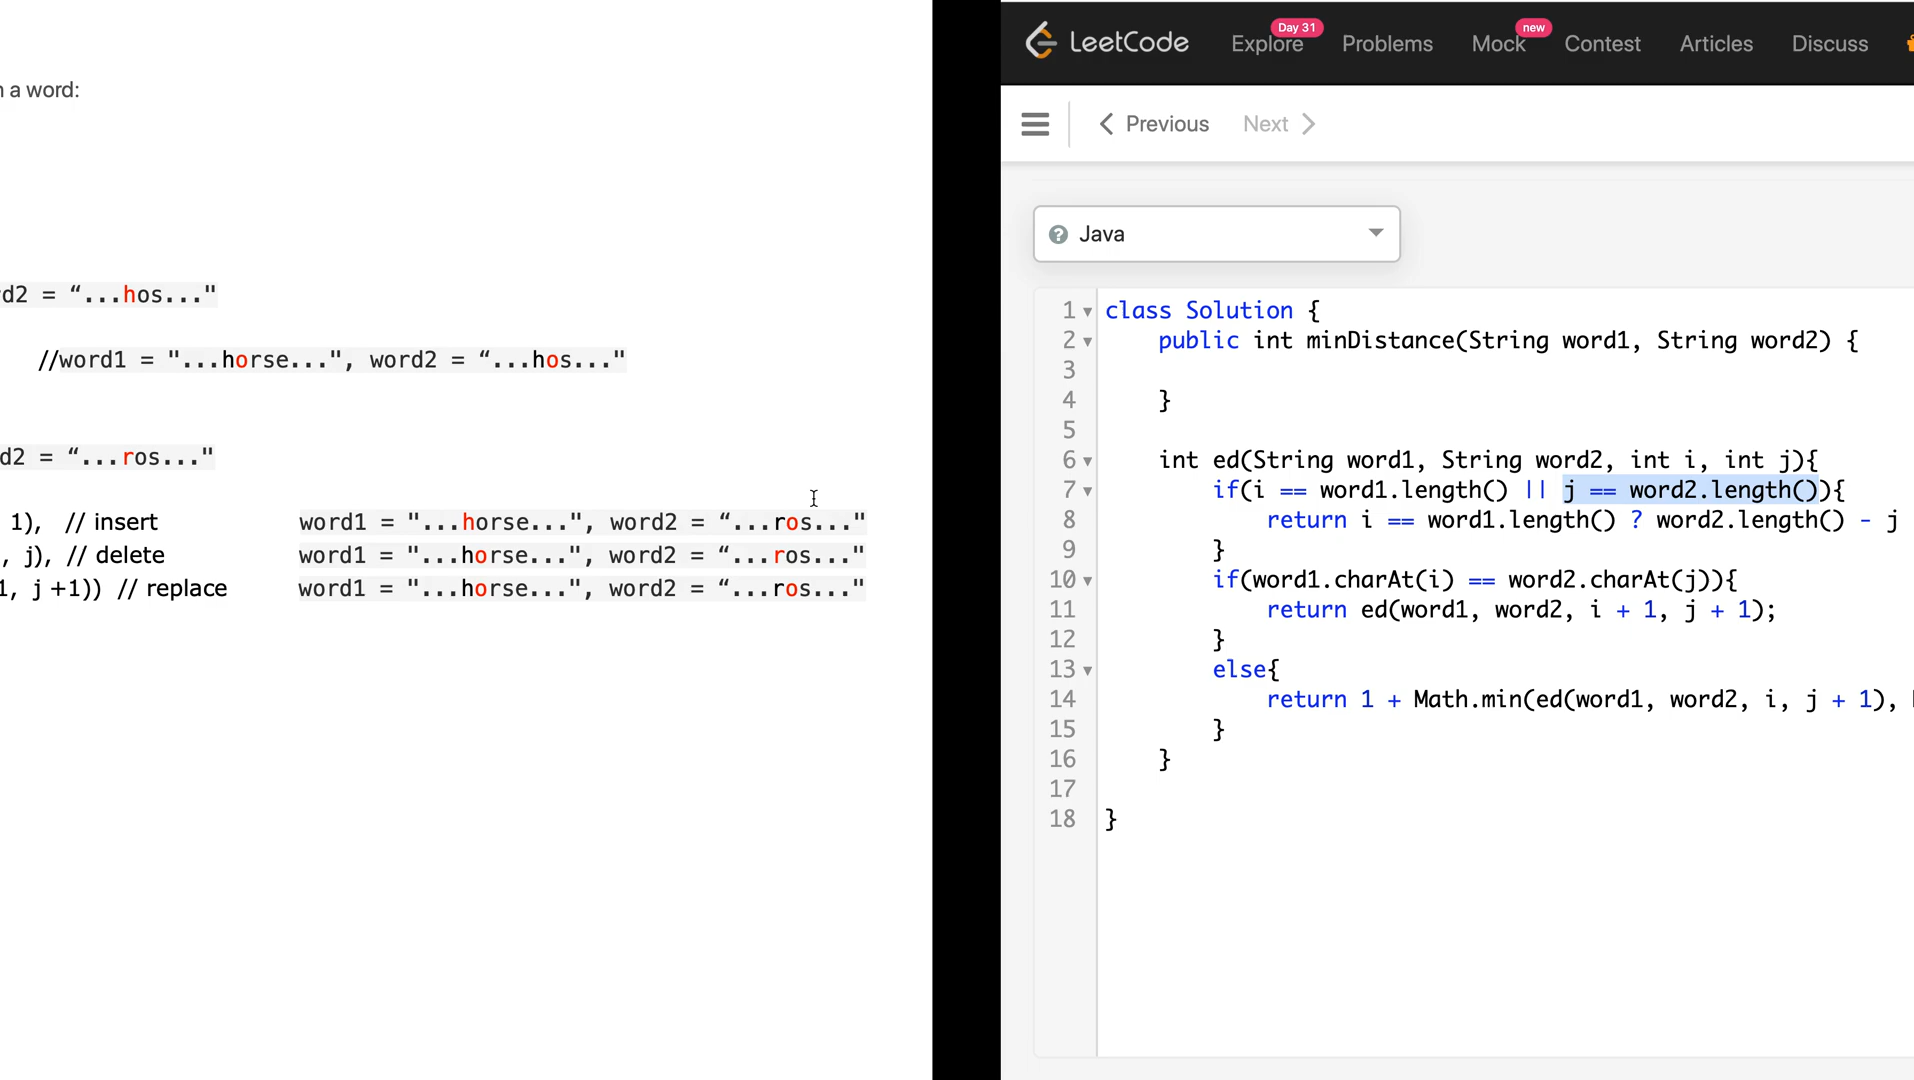 a word:
d2 = “...hos..."
//word1 = "...horse...", word2 = “...hos..."
d2 = “...ros..."
1), // insert word1 = "...horse...", word2 = “...ros..."
, j), // delete word1 = "...horse...", word2 = “...ros..."
1, j +1)) // replace word1 = "...horse...", word2 = “...ros..."
LeetCode Explore Day 31 Problems Mock new Contest Articles Discuss
Previous Next
Java
1 class Solution {
2 public int minDistance(String word1, String word2) {
3
4 }
5
6 int ed(String word1, String word2, int i, int j){
7 if(i == word1.length() || j == word2.length()){
8 return i == word1.length() ? word2.length() - j
9 }
10 if(word1.charAt(i) == word2.charAt(j)){
11 return ed(word1, word2, i + 1, j + 1);
12 }
13 else{
14 return 1 + Math.min(ed(word1, word2, i, j + 1),
15 }
16 }
17
18 }